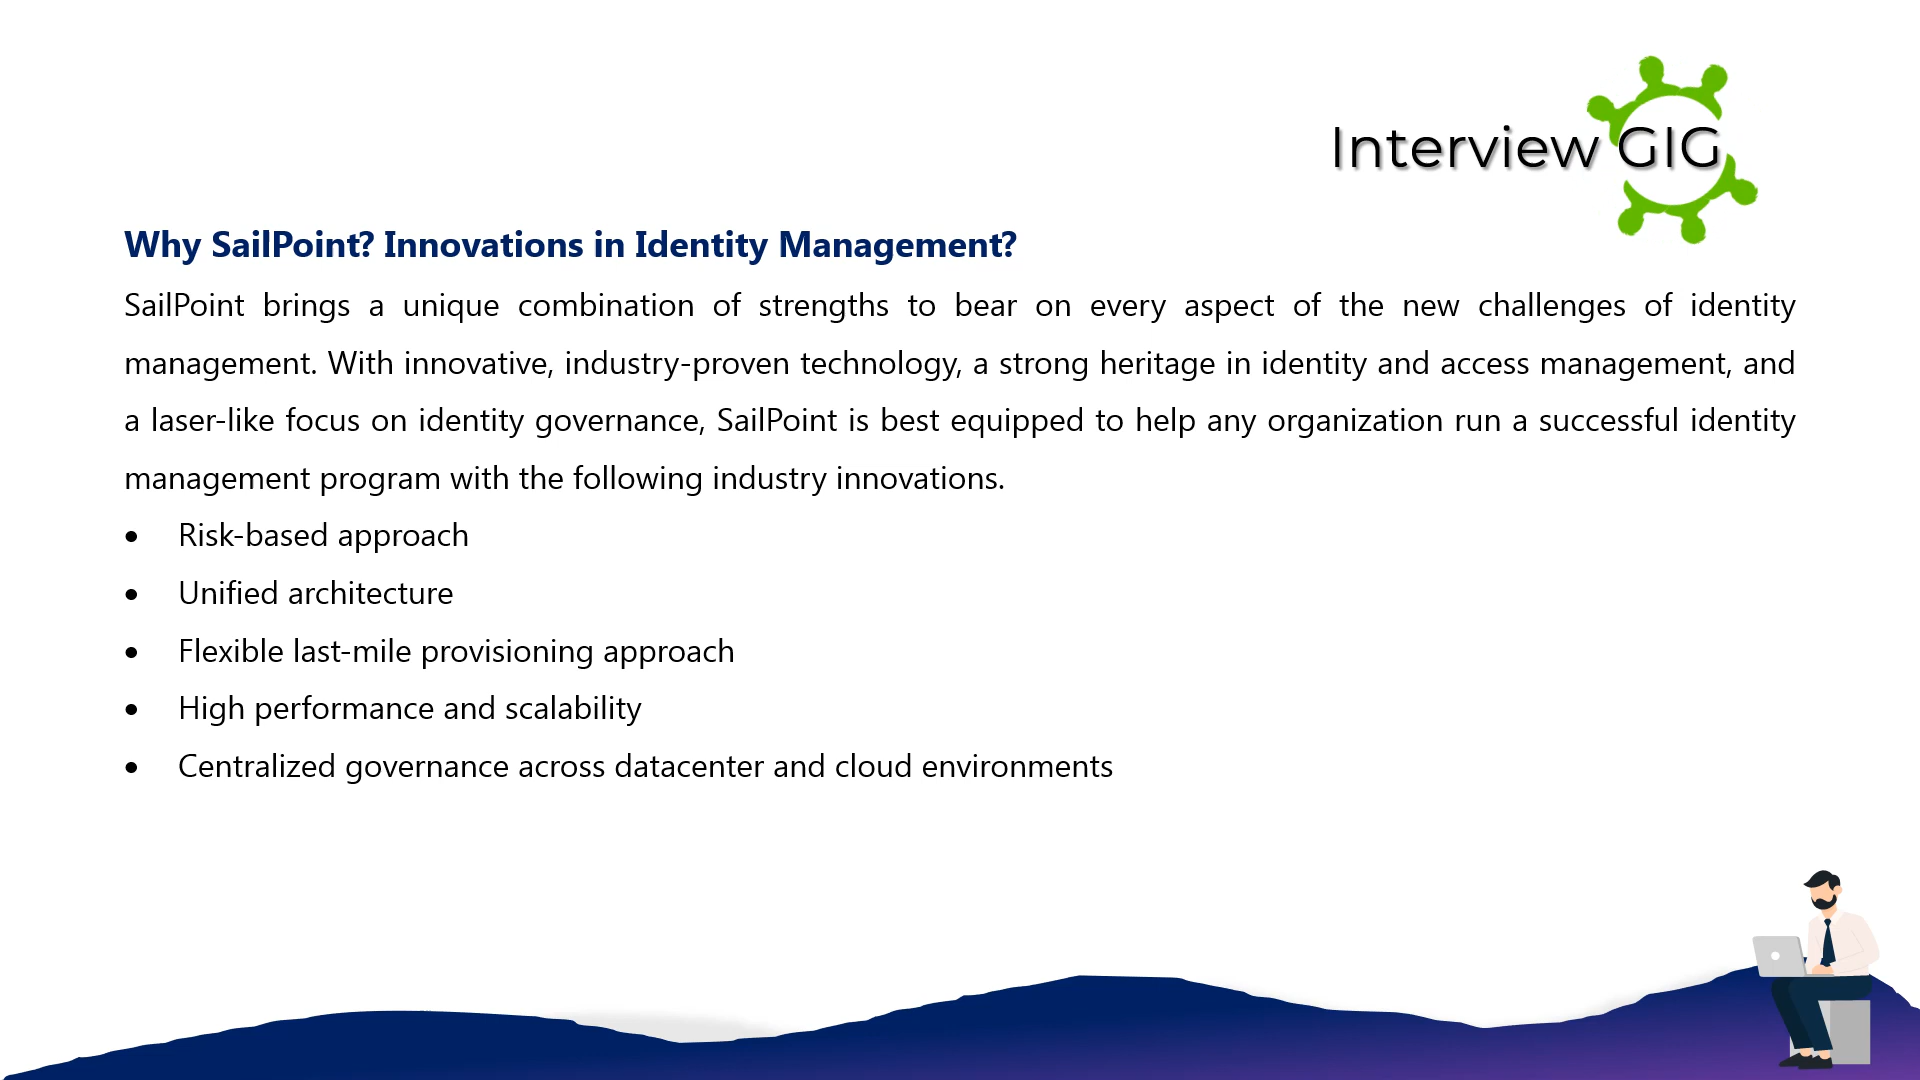 Interview GIG
Why SailPoint? Innovations in Identity Management?
SailPoint brings a unique combination of strengths to bear on every aspect of the new challenges of identity
management. With innovative, industry-proven technology, a strong heritage in identity and access management, and
a laser-like focus on identity governance, SailPoint is best equipped to help any organization run a successful identity
management program with the following industry innovations.
• Risk-based approach
• Unified architecture
• Flexible last-mile provisioning approach
• High performance and scalability
• Centralized governance across datacenter and cloud environments